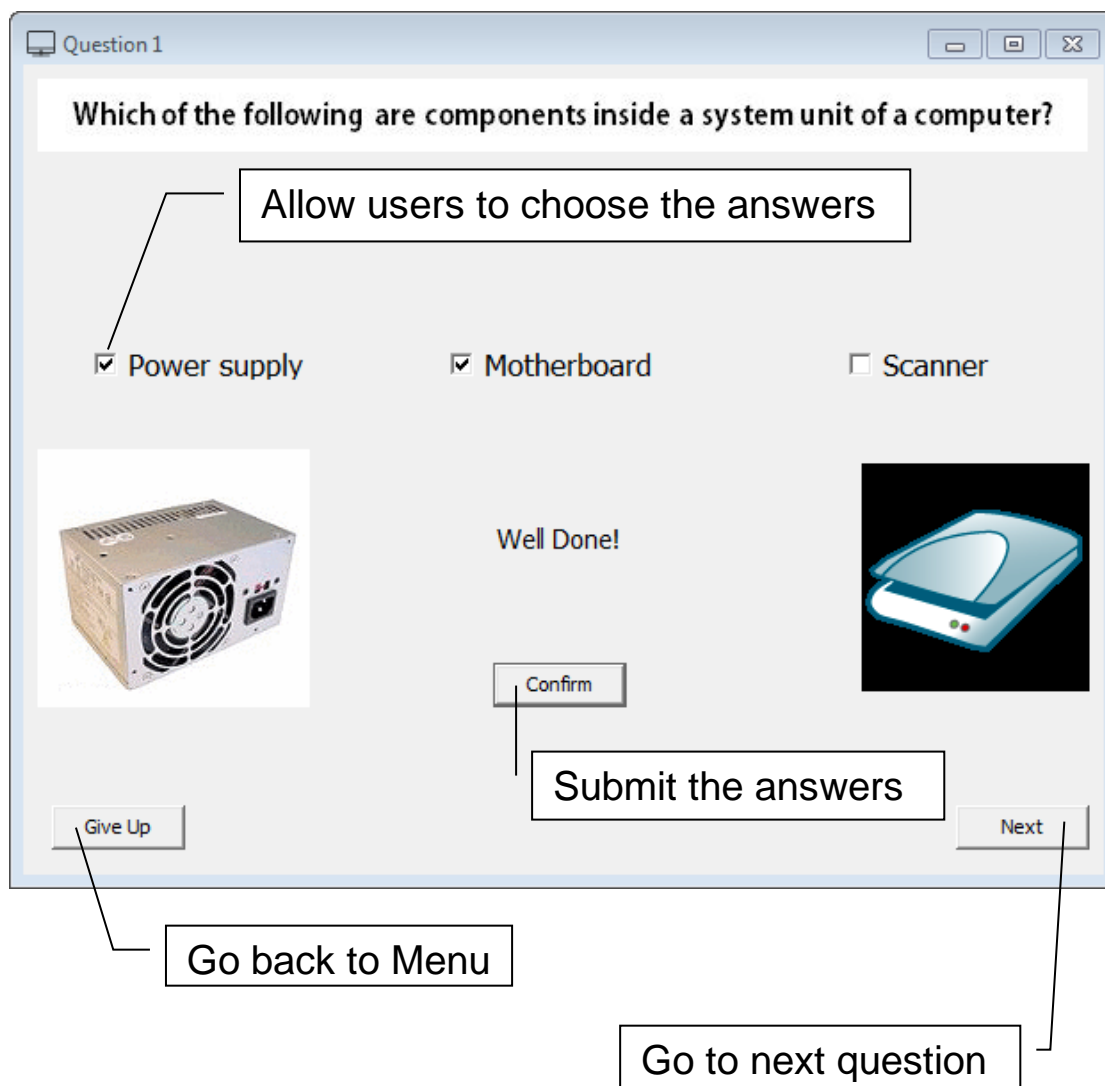 Question 1
Which of the following are components inside a system unit of a computer?
Allow users to choose the answers
Power supply
Motherboard
Scanner
Well Done!
Confirm
Submit the answers
Give Up
Next
Go back to Menu
Go to next question